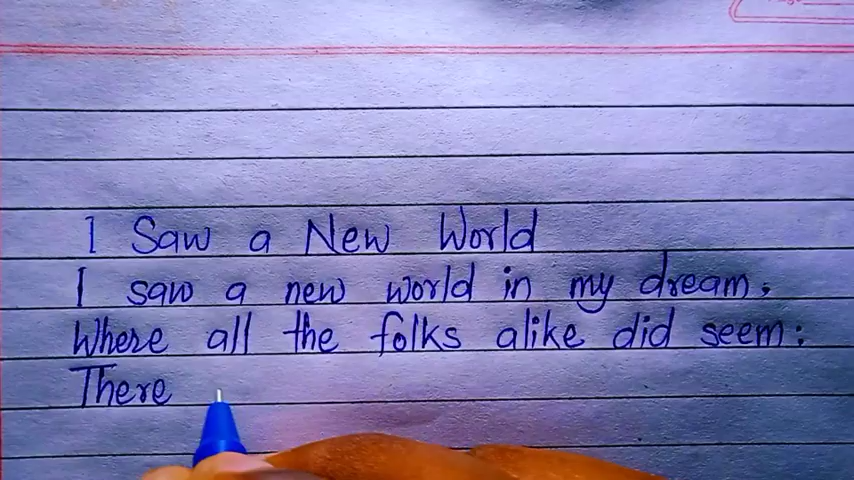 I Saw a New World
I saw a new world in my dream,
Where all the folks alike did seem:
There